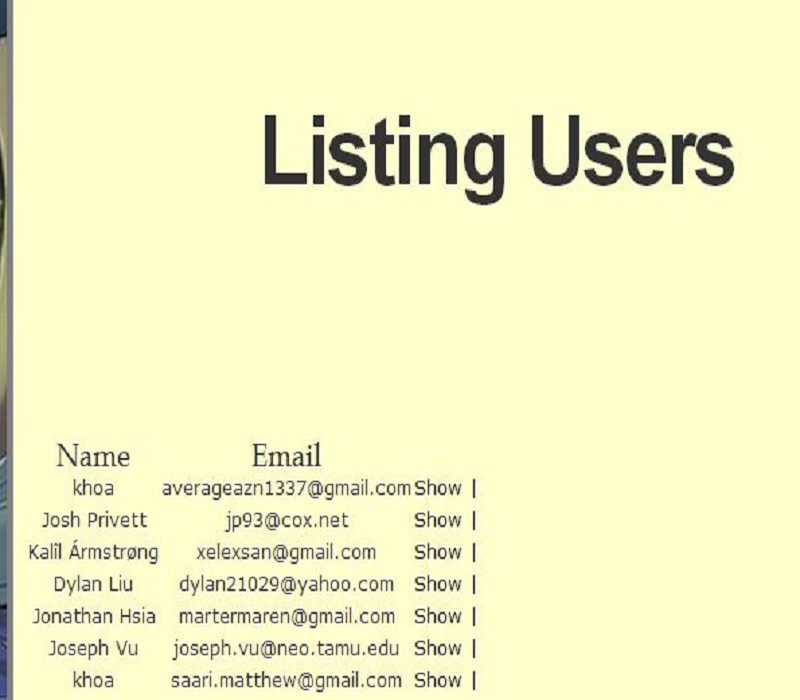 Listing Users
Name Email
khoa averageazn1337@gmail.com Show |
Josh Privett jp93@cox.net Show |
Kalîl Ármstrøng xelexsan@gmail.com Show |
Dylan Liu dylan21029@yahoo.com Show |
Jonathan Hsia martermaren@gmail.com Show |
Joseph Vu joseph.vu@neo.tamu.edu Show |
khoa saari.matthew@gmail.com Show |